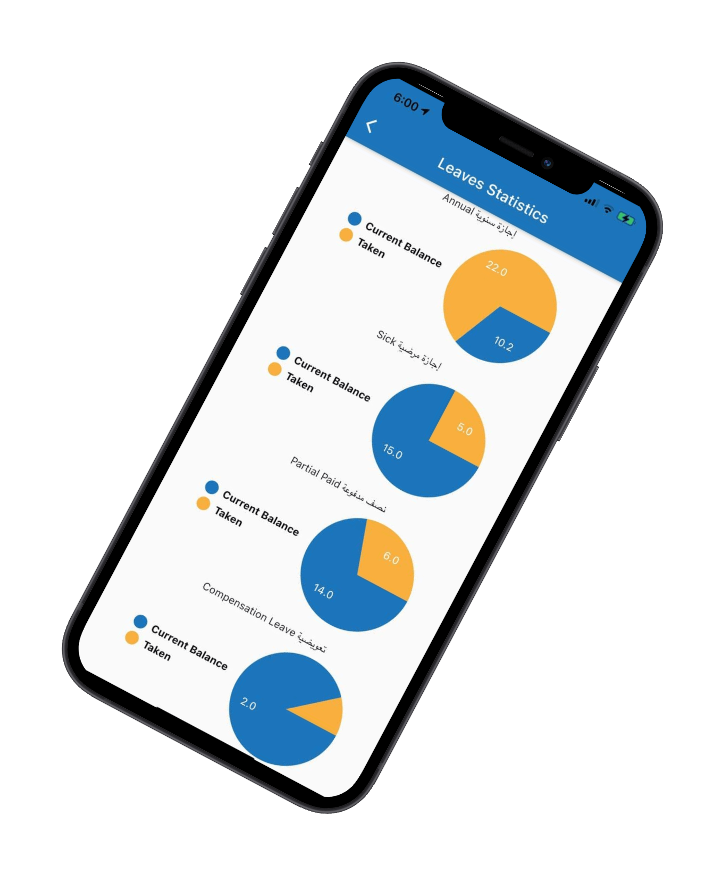 6:00
Leaves Statistics
Annual إجازة سنوية
Current Balance
Taken
22.0
10.2
Sick إجازة مرضية
Current Balance
Taken
5.0
15.0
Partial Paid نصف مدفوعة
Current Balance
Taken
6.0
14.0
Compensation Leave تعويضية
Current Balance
Taken
2.0